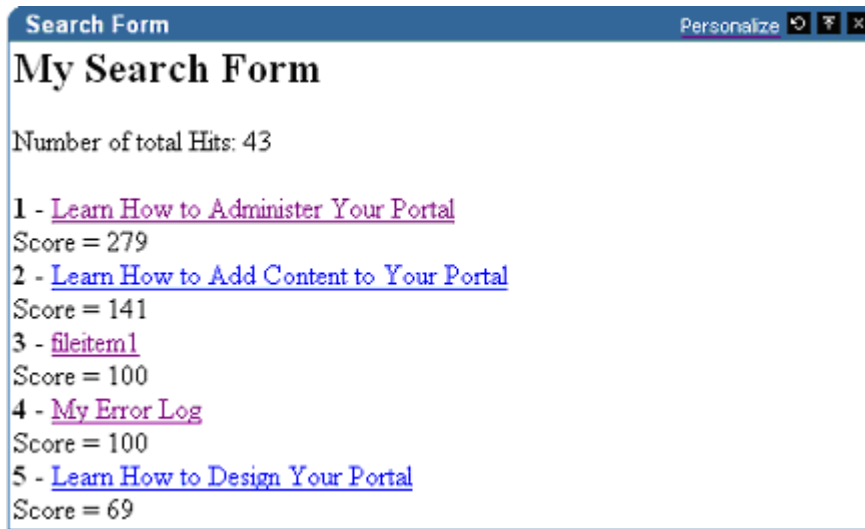 Search Form
Personalize
My Search Form
Number of total Hits: 43
1 - Learn How to Administer Your Portal
Score = 279
2 - Learn How to Add Content to Your Portal
Score = 141
3 - fileitem1
Score = 100
4 - My Error Log
Score = 100
5 - Learn How to Design Your Portal
Score = 69